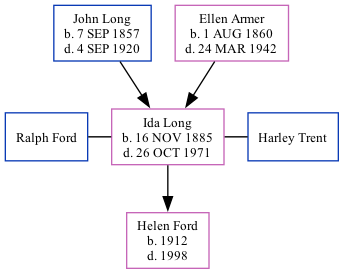 John Long
b. 7 SEP 1857
d. 4 SEP 1920
Ellen Armer
b. 1 AUG 1860
d. 24 MAR 1942
Ralph Ford
Ida Long
b. 16 NOV 1885
d. 26 OCT 1971
Harley Trent
Helen Ford
b. 1912
d. 1998